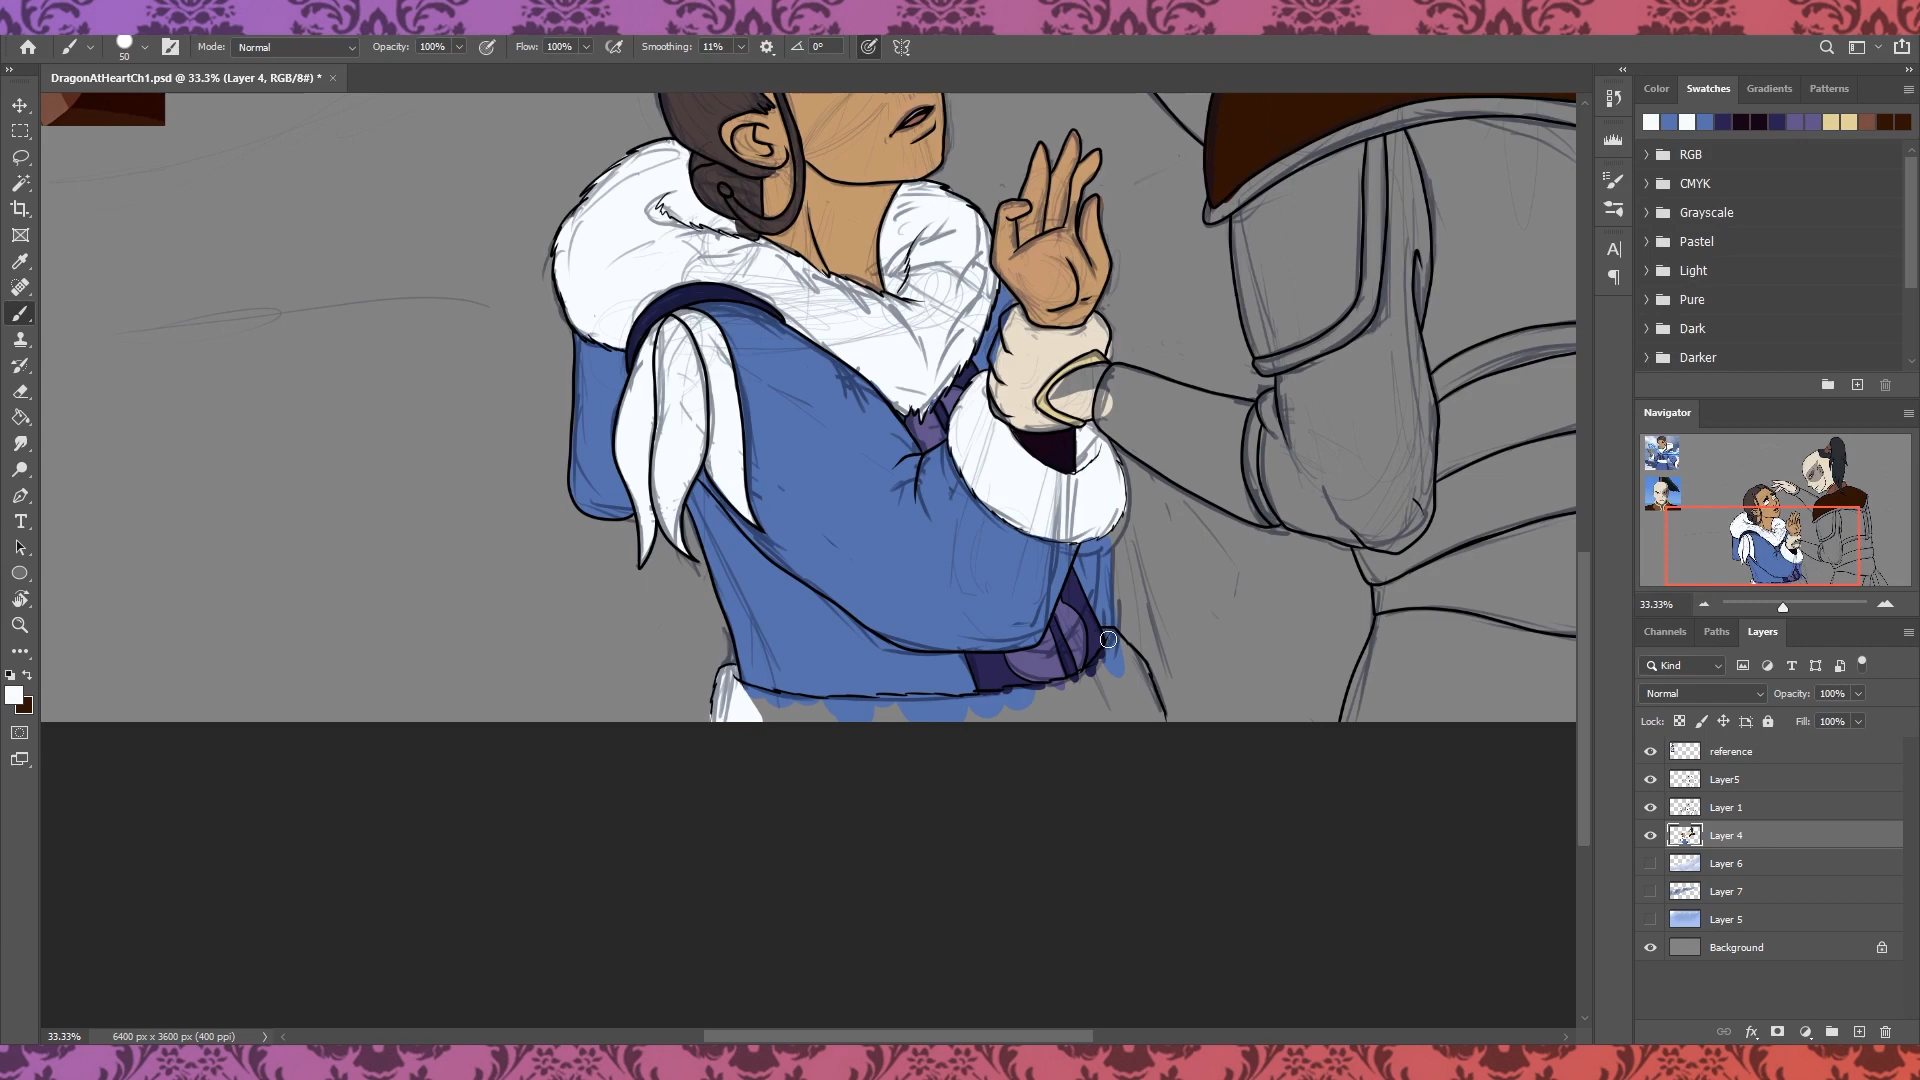 50
Mode: Normal
Opacity: 100%
Flow: 100%
Smoothing: 11%
0°
DragonAtHeartCh1.psd @ 33.3% (Layer 4, RGB/8#) *
Color
Swatches
Gradients
Patterns
RGB
CMYK
Grayscale
Pastel
Light
Pure
Dark
Darker
Navigator
33.33%
Channels
Paths
Layers
Kind
Normal
Opacity: 100%
Lock:
Fill: 100%
reference
Layer5
Layer 1
Layer 4
Layer 6
Layer 7
Layer 5
Background
fx
33.33%
6400 px x 3600 px (400 ppi)